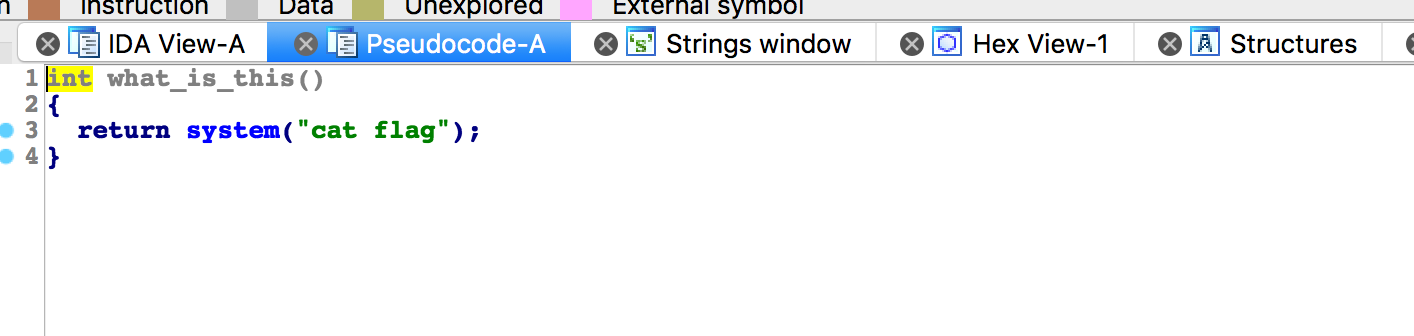 Instruction Data Unexplored External symbol
IDA View-A Pseudocode-A 's' Strings window Hex View-1 A Structures
1 int what_is_this()
2 {
3 return system("cat flag");
4 }